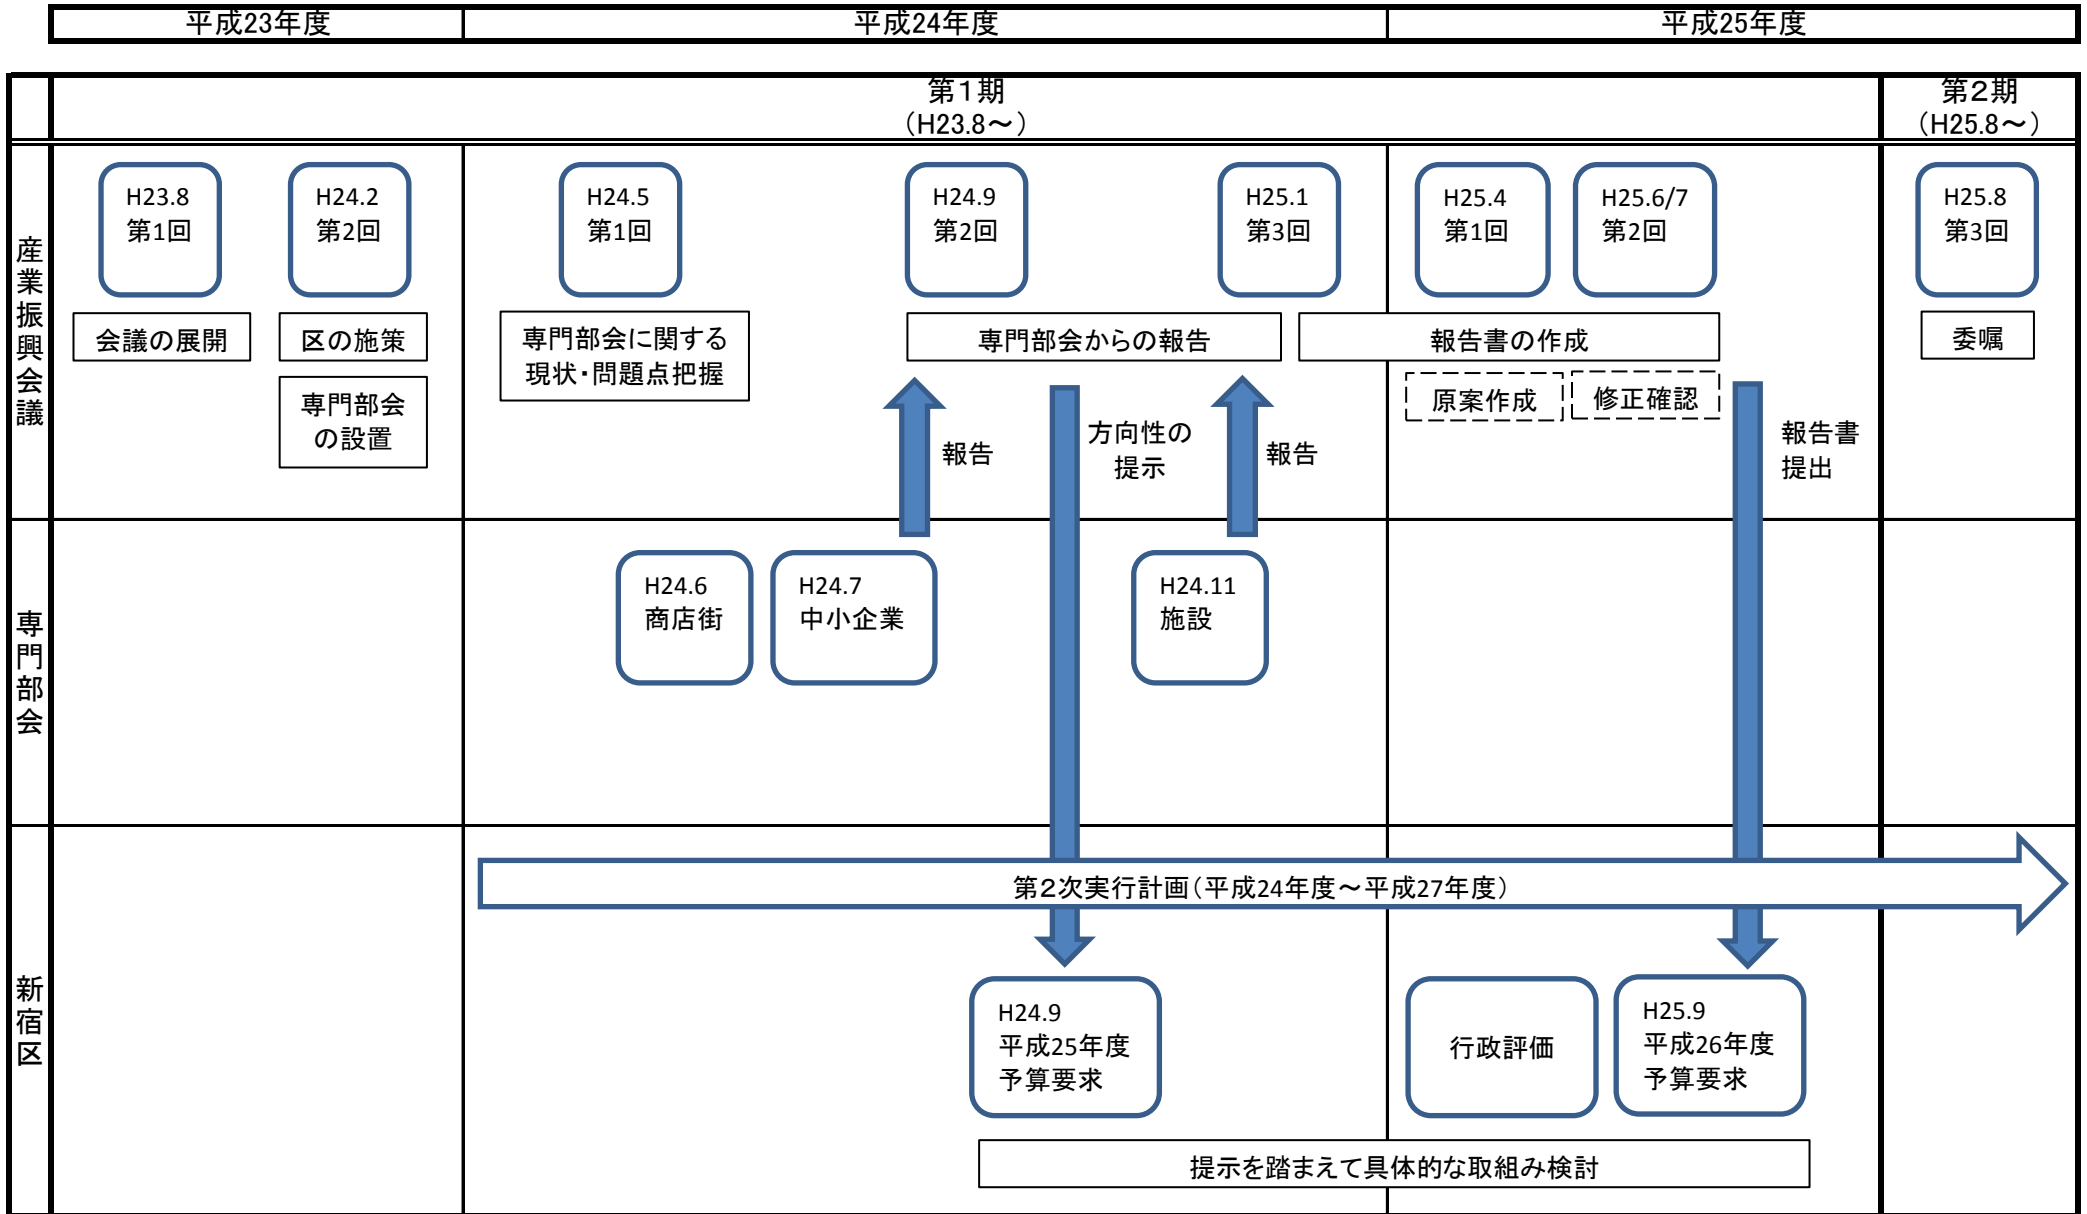 平成23年度
平成24年度
平成25年度
第1期
（H23.8～）
第2期
（H25.8～）
産業振興会議
H23.8
第1回
H24.2
第2回
H24.5
第1回
H24.9
第2回
H25.1
第3回
H25.4
第1回
H25.6/7
第2回
H25.8
第3回
会議の展開
区の施策
専門部会
の設置
専門部会に関する
現状・問題点把握
専門部会からの報告
報告書の作成
原案作成
修正確認
委嘱
報告
方向性の
提示
報告
報告書
提出
専門部会
H24.6
商店街
H24.7
中小企業
H24.11
施設
新宿区
第2次実行計画（平成24年度～平成27年度）
H24.9
平成25年度
予算要求
行政評価
H25.9
平成26年度
予算要求
提示を踏まえて具体的な取組み検討